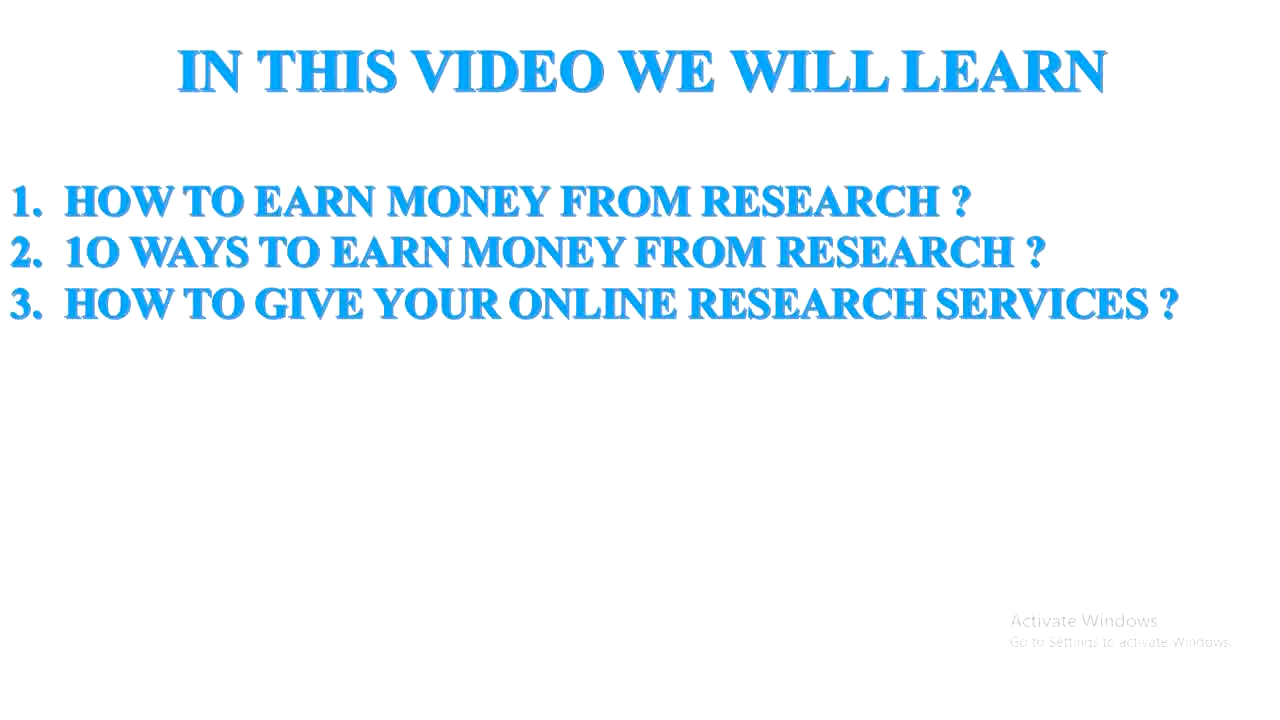 IN THIS VIDEO WE WILL LEARN
1. HOW TO EARN MONEY FROM RESEARCH ?
2. 1O WAYS TO EARN MONEY FROM RESEARCH ?
3. HOW TO GIVE YOUR ONLINE RESEARCH SERVICES ?
Activate Windows
Go to Settings to activate Windows.